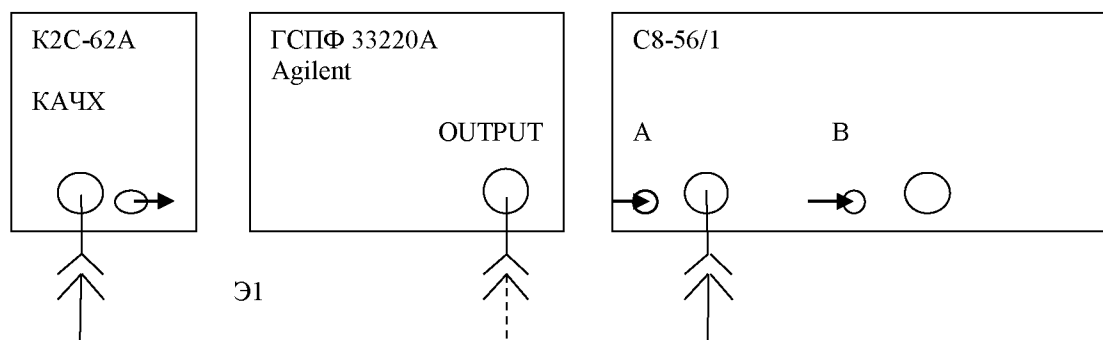 К2С-62А
КАЧХ
ГСПФ 33220А
Agilent
OUTPUT
С8-56/1
А
В
Э1